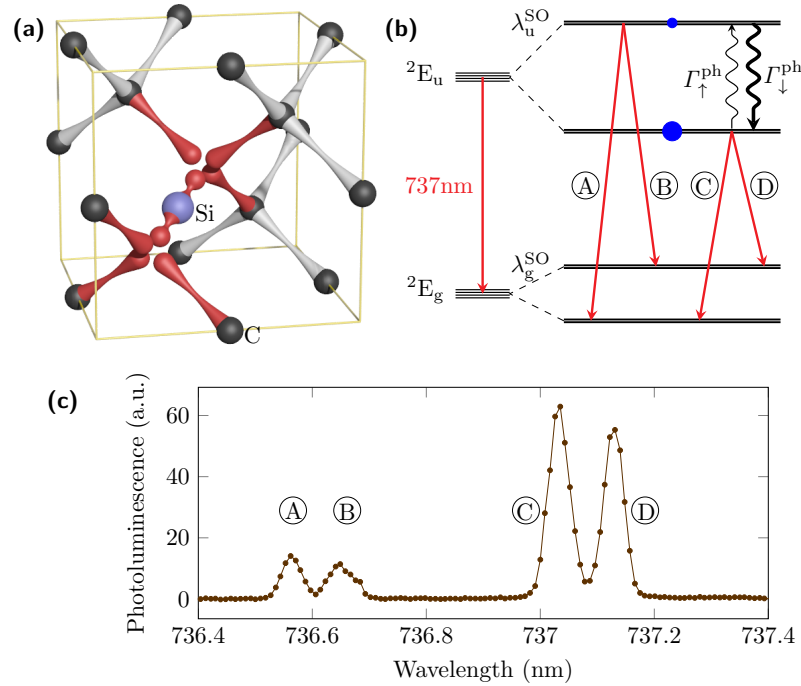 (a)
Si
C
(b)
λ_u^SO
²E_u
Γ_↑^ph
Γ_↓^ph
737nm
A
B
C
D
λ_g^SO
²E_g
(c)
Photoluminescence (a.u.)
60
40
20
0
A
B
C
D
736.4
736.6
736.8
737
737.2
737.4
Wavelength (nm)